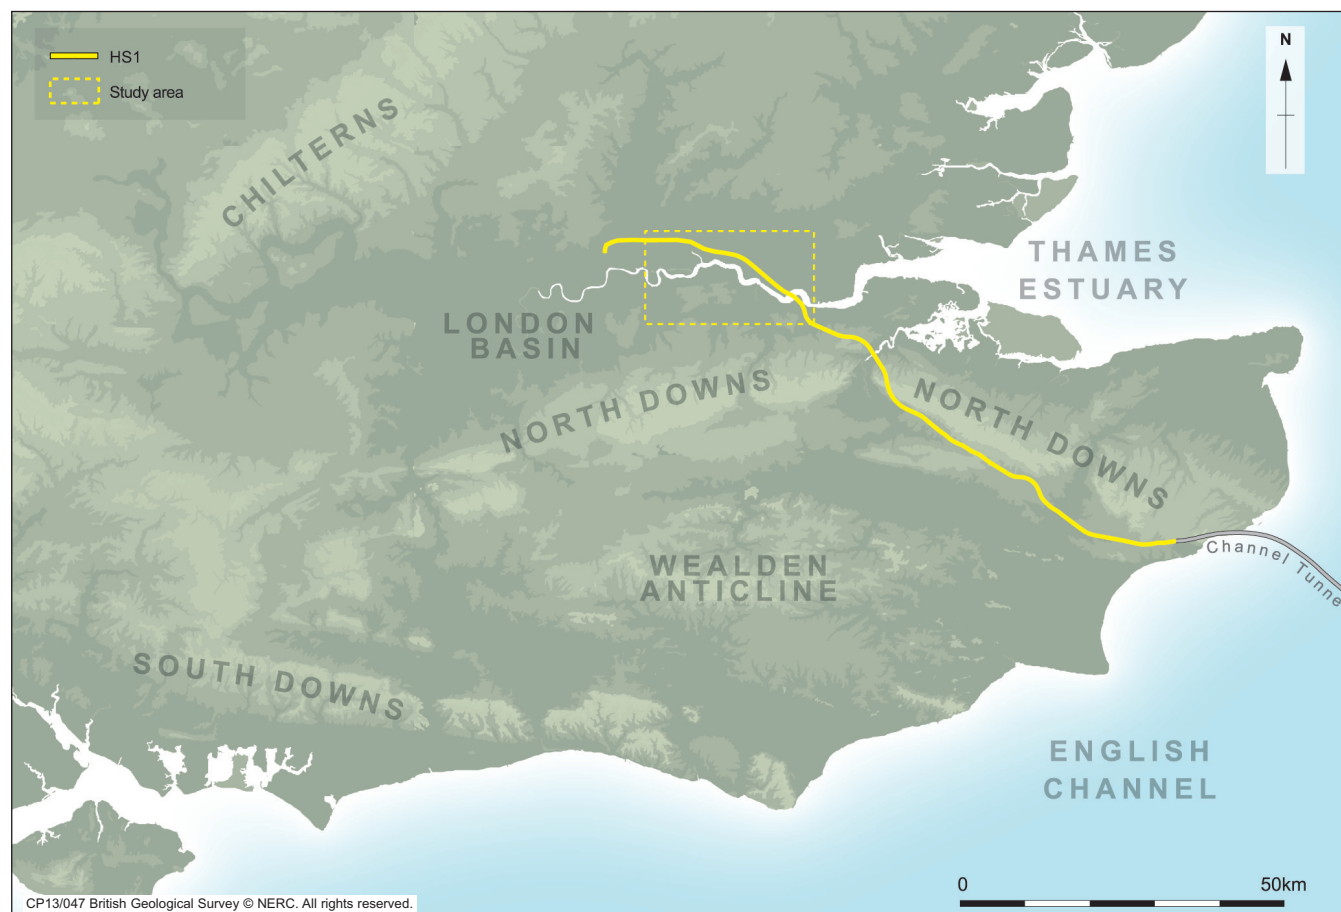 HS1
Study area
N
CHILTERNS
THAMES
ESTUARY
LONDON
BASIN
NORTH DOWNS
NORTH DOWNS
Channel Tunnel
WEALDEN
ANTICLINE
SOUTH DOWNS
ENGLISH
CHANNEL
0 50km
CP13/047 British Geological Survey © NERC. All rights reserved.